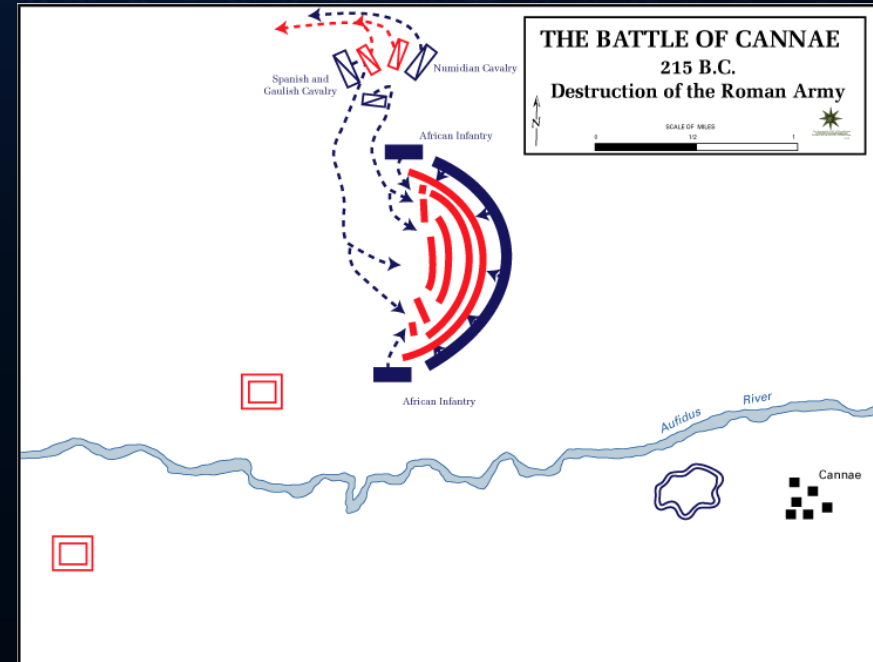 THE BATTLE OF CANNAE
215 B.C.
Destruction of the Roman Army
N
SCALE OF MILES
0 1/2 1
Spanish and
Gaulish Cavalry
Numidian Cavalry
African Infantry
African Infantry
Aufidus River
Cannae